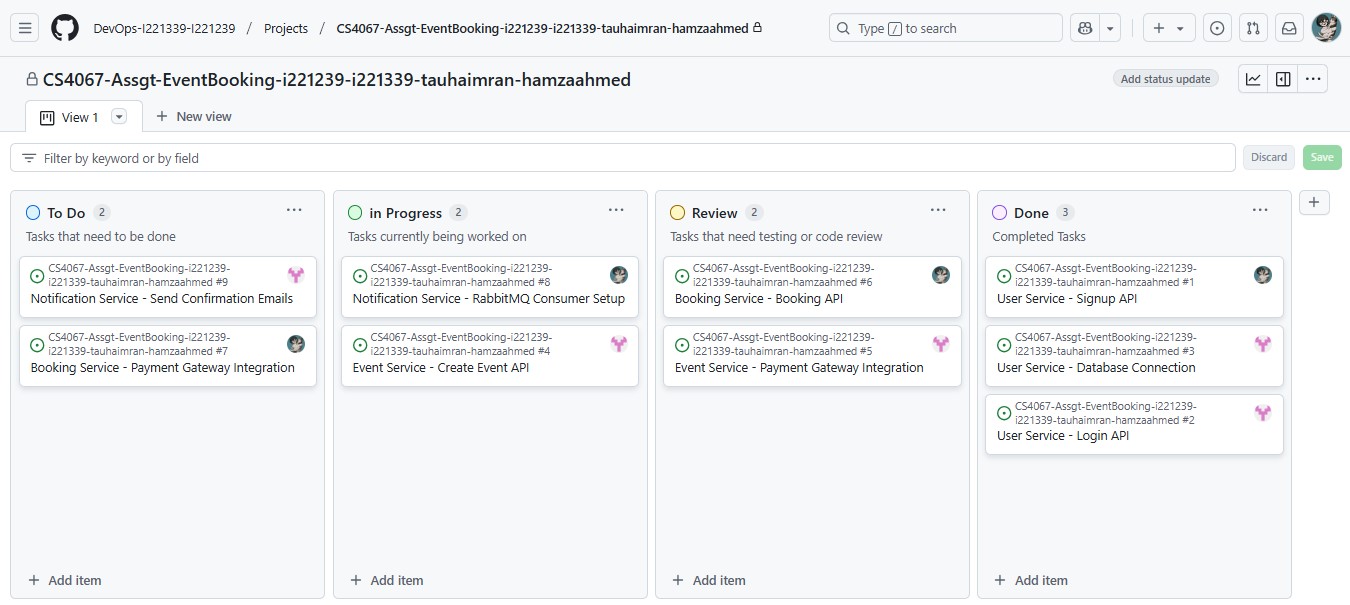 DevOps-I221339-I221239 / Projects / CS4067-Assgt-EventBooking-i221239-i221339-tauhaimran-hamzaahmed
Type / to search
CS4067-Assgt-EventBooking-i221239-i221339-tauhaimran-hamzaahmed
Add status update
View 1
New view
Filter by keyword or by field
Discard
Save
To Do 2
Tasks that need to be done
CS4067-Assgt-EventBooking-i221239-
i221339-tauhaimran-hamzaahmed #9
Notification Service - Send Confirmation Emails
CS4067-Assgt-EventBooking-i221239-
i221339-tauhaimran-hamzaahmed #7
Booking Service - Payment Gateway Integration
Add item
in Progress 2
Tasks currently being worked on
CS4067-Assgt-EventBooking-i221239-
i221339-tauhaimran-hamzaahmed #8
Notification Service - RabbitMQ Consumer Setup
CS4067-Assgt-EventBooking-i221239-
i221339-tauhaimran-hamzaahmed #4
Event Service - Create Event API
Add item
Review 2
Tasks that need testing or code review
CS4067-Assgt-EventBooking-i221239-
i221339-tauhaimran-hamzaahmed #6
Booking Service - Booking API
CS4067-Assgt-EventBooking-i221239-
i221339-tauhaimran-hamzaahmed #5
Event Service - Payment Gateway Integration
Add item
Done 3
Completed Tasks
CS4067-Assgt-EventBooking-i221239-
i221339-tauhaimran-hamzaahmed #1
User Service - Signup API
CS4067-Assgt-EventBooking-i221239-
i221339-tauhaimran-hamzaahmed #3
User Service - Database Connection
CS4067-Assgt-EventBooking-i221239-
i221339-tauhaimran-hamzaahmed #2
User Service - Login API
Add item